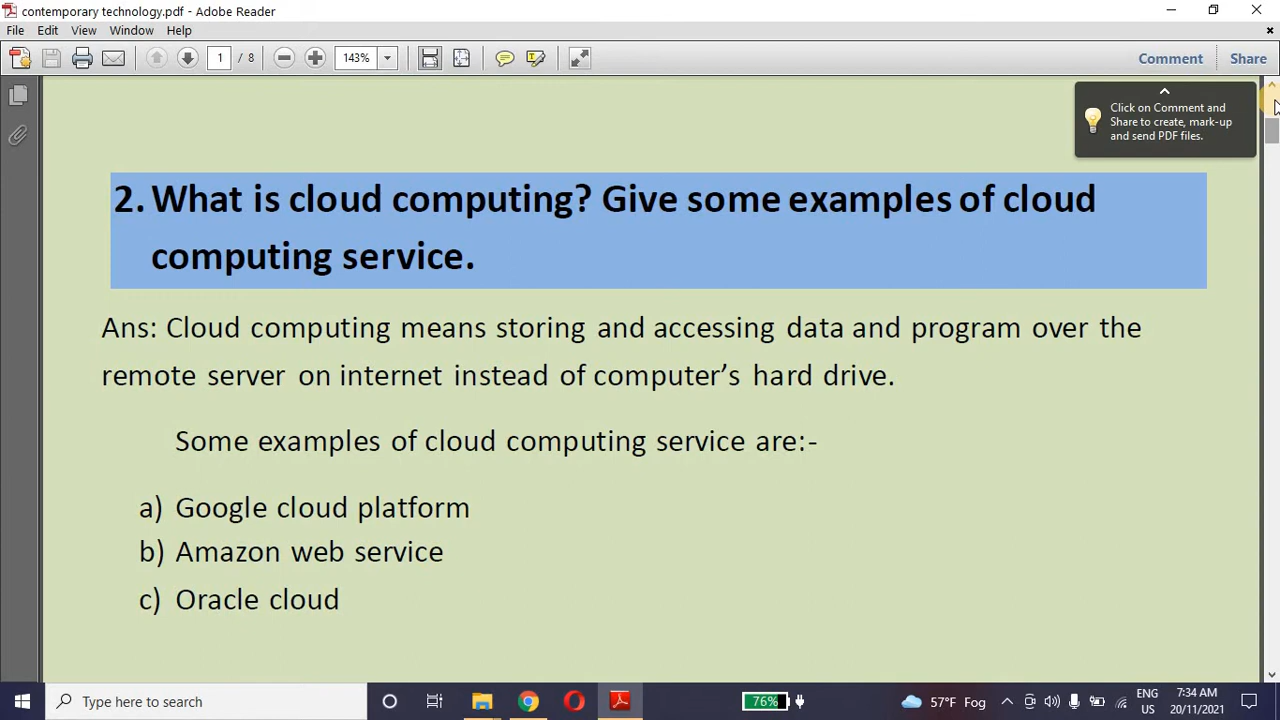 contemporary technology.pdf - Adobe Reader
File Edit View Window Help
1 / 8 143% Comment Share
Click on Comment and
Share to create, mark-up
and send PDF files.
2. What is cloud computing? Give some examples of cloud
computing service.
Ans: Cloud computing means storing and accessing data and program over the
remote server on internet instead of computer’s hard drive.
Some examples of cloud computing service are:-
a) Google cloud platform
b) Amazon web service
c) Oracle cloud
Type here to search 76% 57°F Fog ENG 7:34 AM
US 20/11/2021